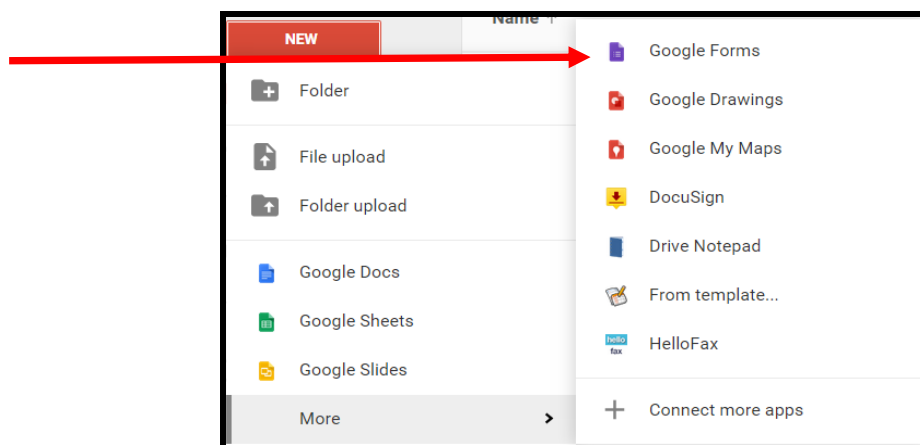 Name ↑
NEW
Folder
File upload
Folder upload
Google Docs
Google Sheets
Google Slides
More
Google Forms
Google Drawings
Google My Maps
DocuSign
Drive Notepad
From template...
hello
fax
HelloFax
Connect more apps